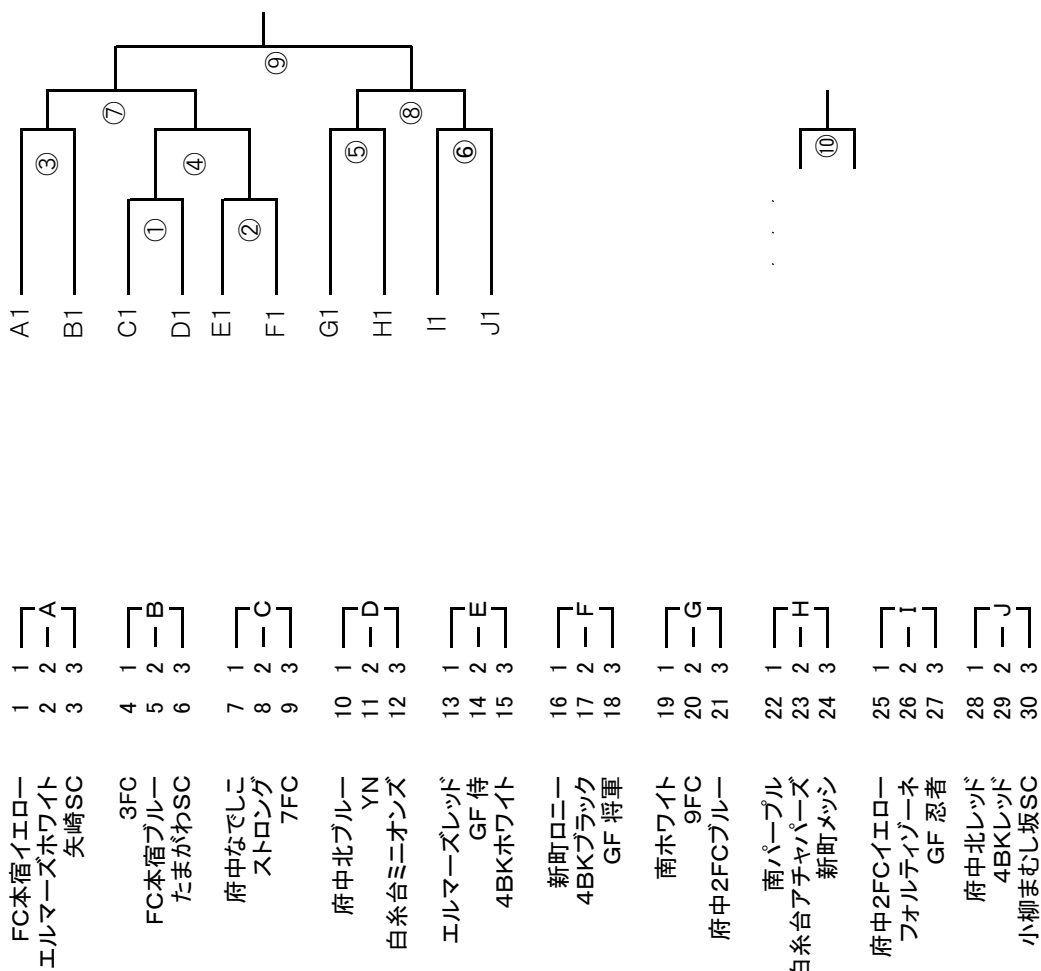 ⑨
⑦
⑧
③
④
⑤
⑥
⑩
①
②
A1
B1
C1
D1
E1
F1
G1
H1
I1
J1
FC本宿イエロー 1 1
エルマーズホワイト 2 2 A
矢崎SC 3 3
3FC 4 1
FC本宿ブルー 5 2 B
たまがわSC 6 3
府中なでしこ 7 1
ストロング 8 2 C
7FC 9 3
府中北ブルー 10 1
YN 11 2 D
白糸台ミニオンズ 12 3
エルマーズレッド 13 1
GF 侍 14 2 E
4BKホワイト 15 3
新町ロニー 16 1
4BKブラック 17 2 F
GF 将軍 18 3
南ホワイト 19 1
9FC 20 2 G
府中2FCブルー 21 3
南パープル 22 1
白糸台アチャパーズ 23 2 H
新町メッシ 24 3
府中2FCイエロー 25 1
フォルティゾーネ 26 2 I
GF 忍者 27 3
府中北レッド 28 1
4BKレッド 29 2 J
小柳まむし坂SC 30 3